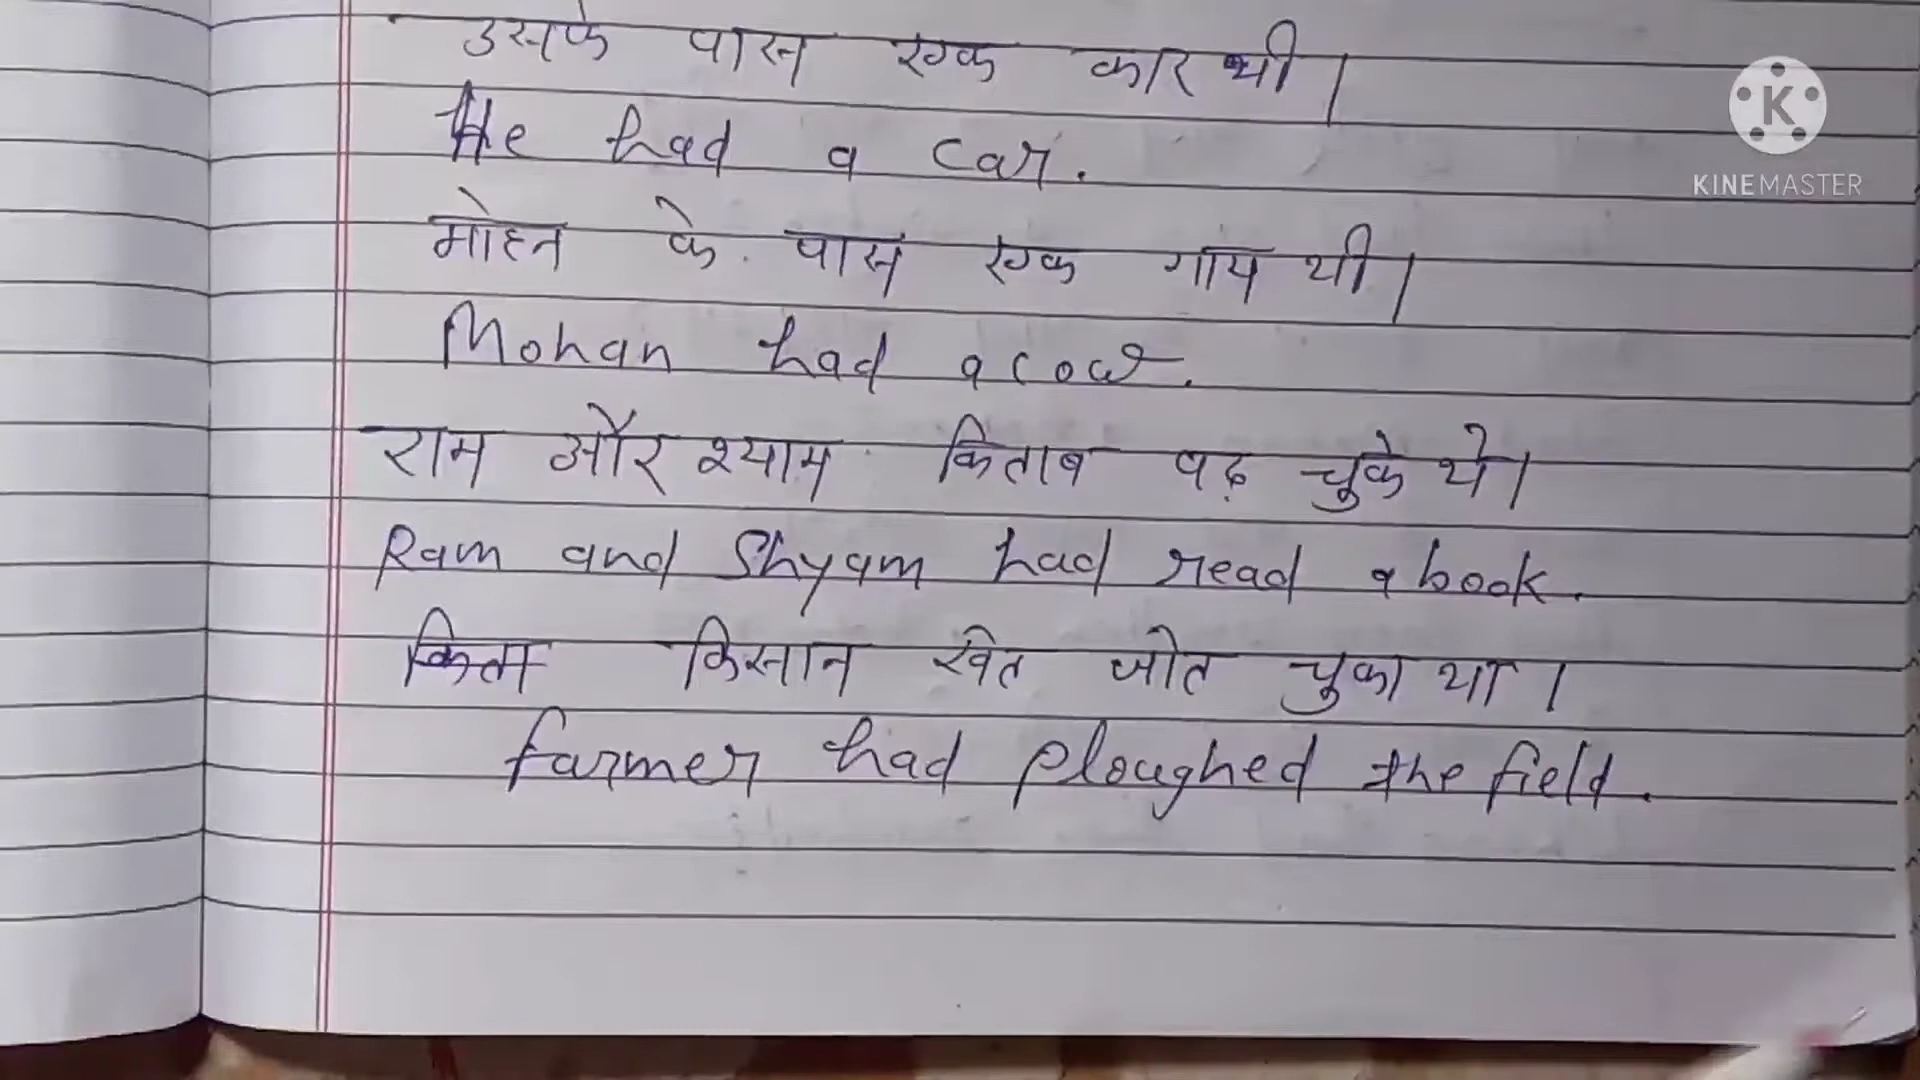 उसके पास एक कार थी।
He had a car.
मोहन के पास एक गाय थी।
Mohan had a cow.
राम और श्याम किताब पढ़ चुके थे।
Ram and Shyam had read a book.
किसान खेत जोत चुका था।
farmer had ploughed the field.
K
KINEMASTER